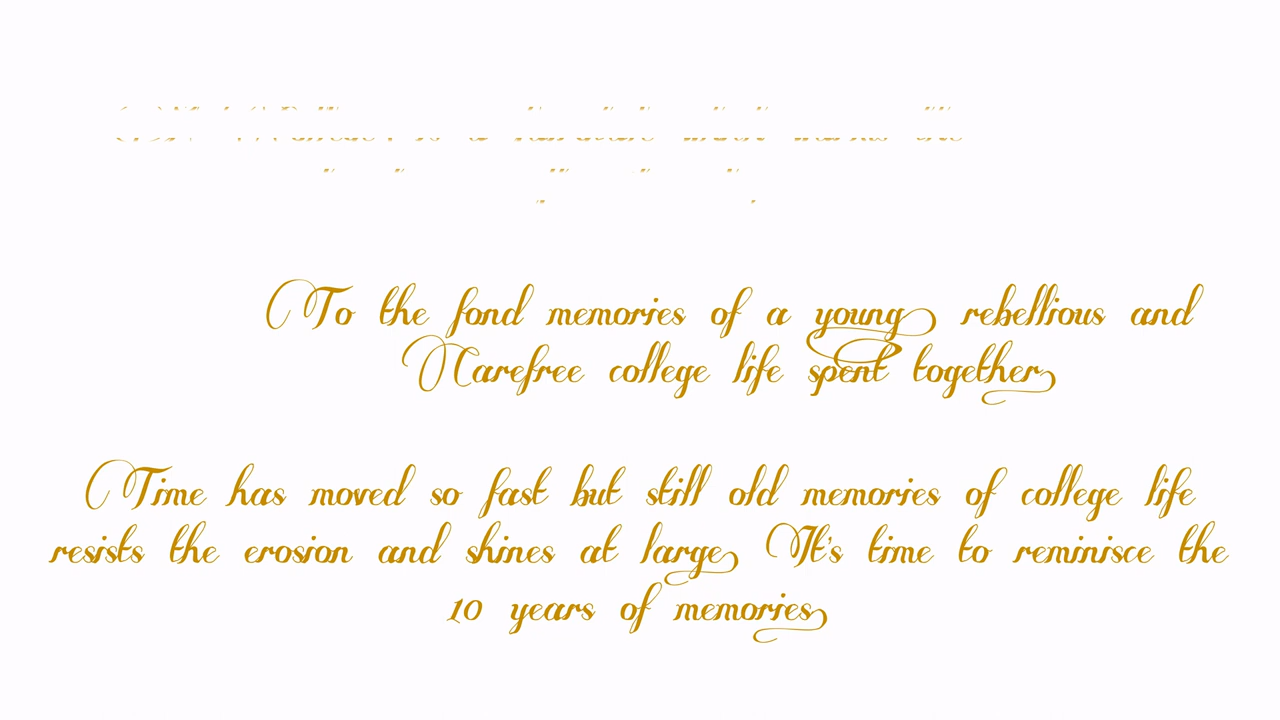 To the fond memories of a young rebellious and
Carefree college life spent together
Time has moved so fast but still old memories of college life
resists the erosion and shines at large It's time to reminisce the
10 years of memories